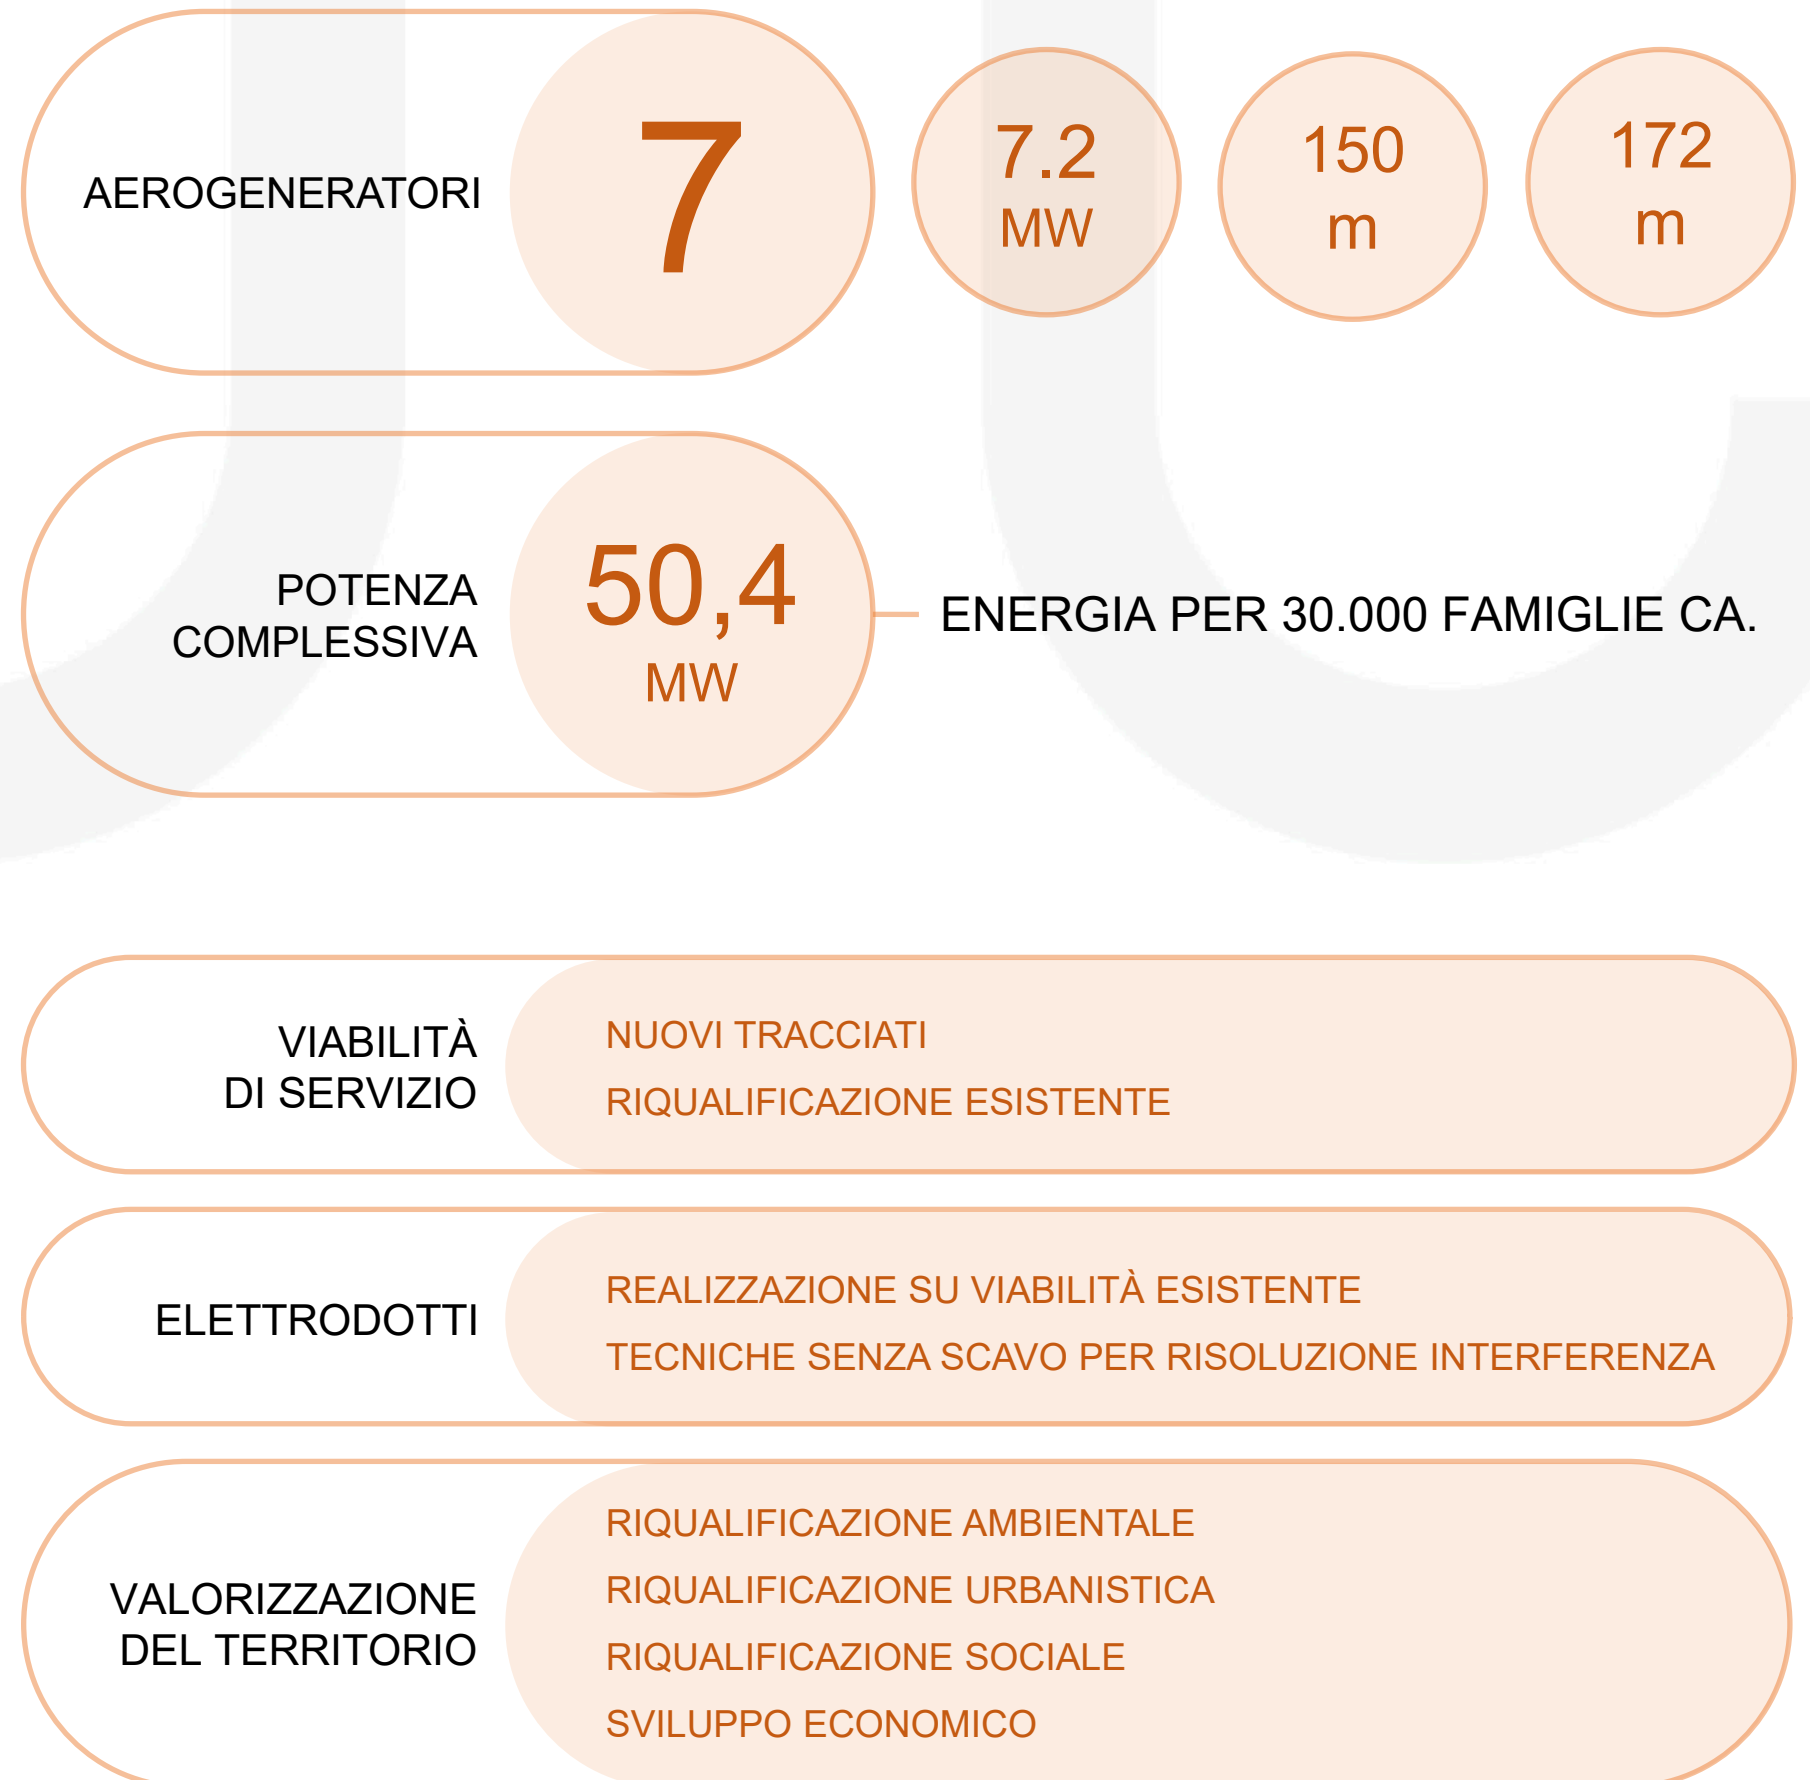 AEROGENERATORI
7
7.2
MW
150
m
172
m
POTENZA
COMPLESSIVA
50,4
MW
ENERGIA PER 30.000 FAMIGLIE CA.
VIABILITÀ
DI SERVIZIO
NUOVI TRACCIATI
RIQUALIFICAZIONE ESISTENTE
ELETTRODOTTI
REALIZZAZIONE SU VIABILITÀ ESISTENTE
TECNICHE SENZA SCAVO PER RISOLUZIONE INTERFERENZA
VALORIZZAZIONE
DEL TERRITORIO
RIQUALIFICAZIONE AMBIENTALE
RIQUALIFICAZIONE URBANISTICA
RIQUALIFICAZIONE SOCIALE
SVILUPPO ECONOMICO